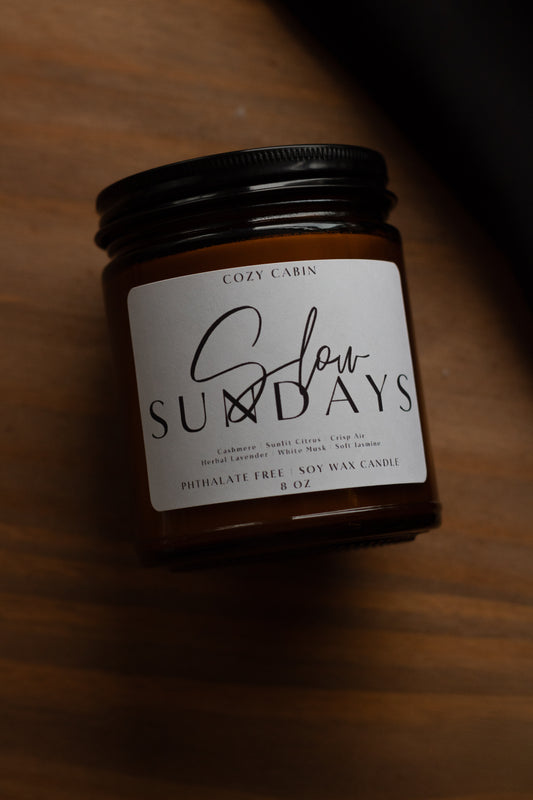 COZY CABIN
Slow
SUNDAYS
Cashmere | Sunlit Citrus | Crisp Air
Herbal Lavender | White Musk | Soft Jasmine
PHTHALATE FREE | SOY WAX CANDLE
8 OZ